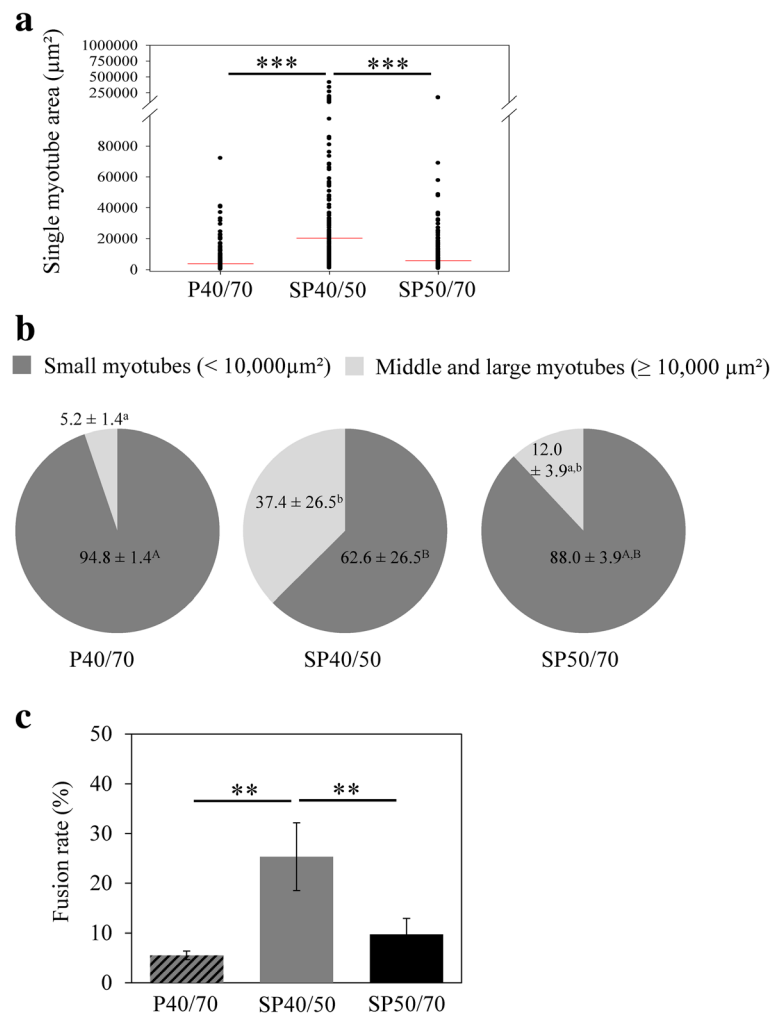 a
Single myotube area (µm²)
1000000
750000
500000
250000
80000
60000
40000
20000
0
*** ***
P40/70 SP40/50 SP50/70
b
Small myotubes (< 10,000µm²) Middle and large myotubes (≥ 10,000 µm²)
5.2 ± 1.4ᵃ
94.8 ± 1.4ᴬ
37.4 ± 26.5ᵇ
62.6 ± 26.5ᴮ
12.0
± 3.9ᵃ,ᵇ
88.0 ± 3.9ᴬ,ᴮ
P40/70 SP40/50 SP50/70
c
Fusion rate (%)
50
40
30
20
10
0
** **
P40/70 SP40/50 SP50/70